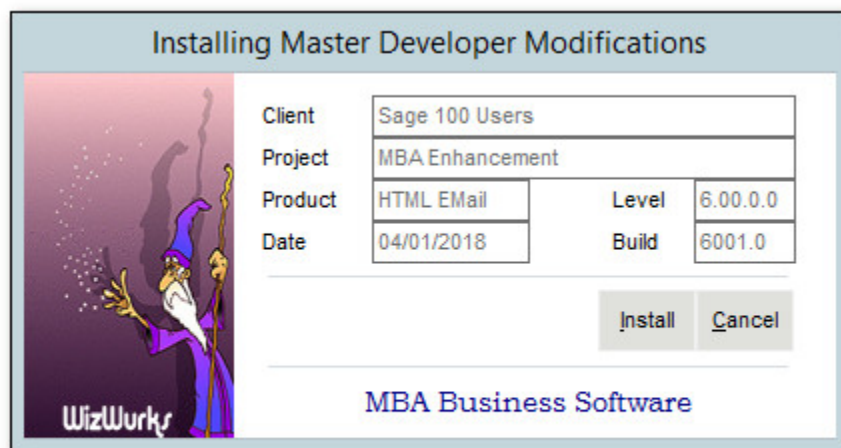 Installing Master Developer Modifications
Client Sage 100 Users
Project MBA Enhancement
Product HTML EMail Level 6.00.0.0
Date 04/01/2018 Build 6001.0
Install Cancel
WizWurks
MBA Business Software